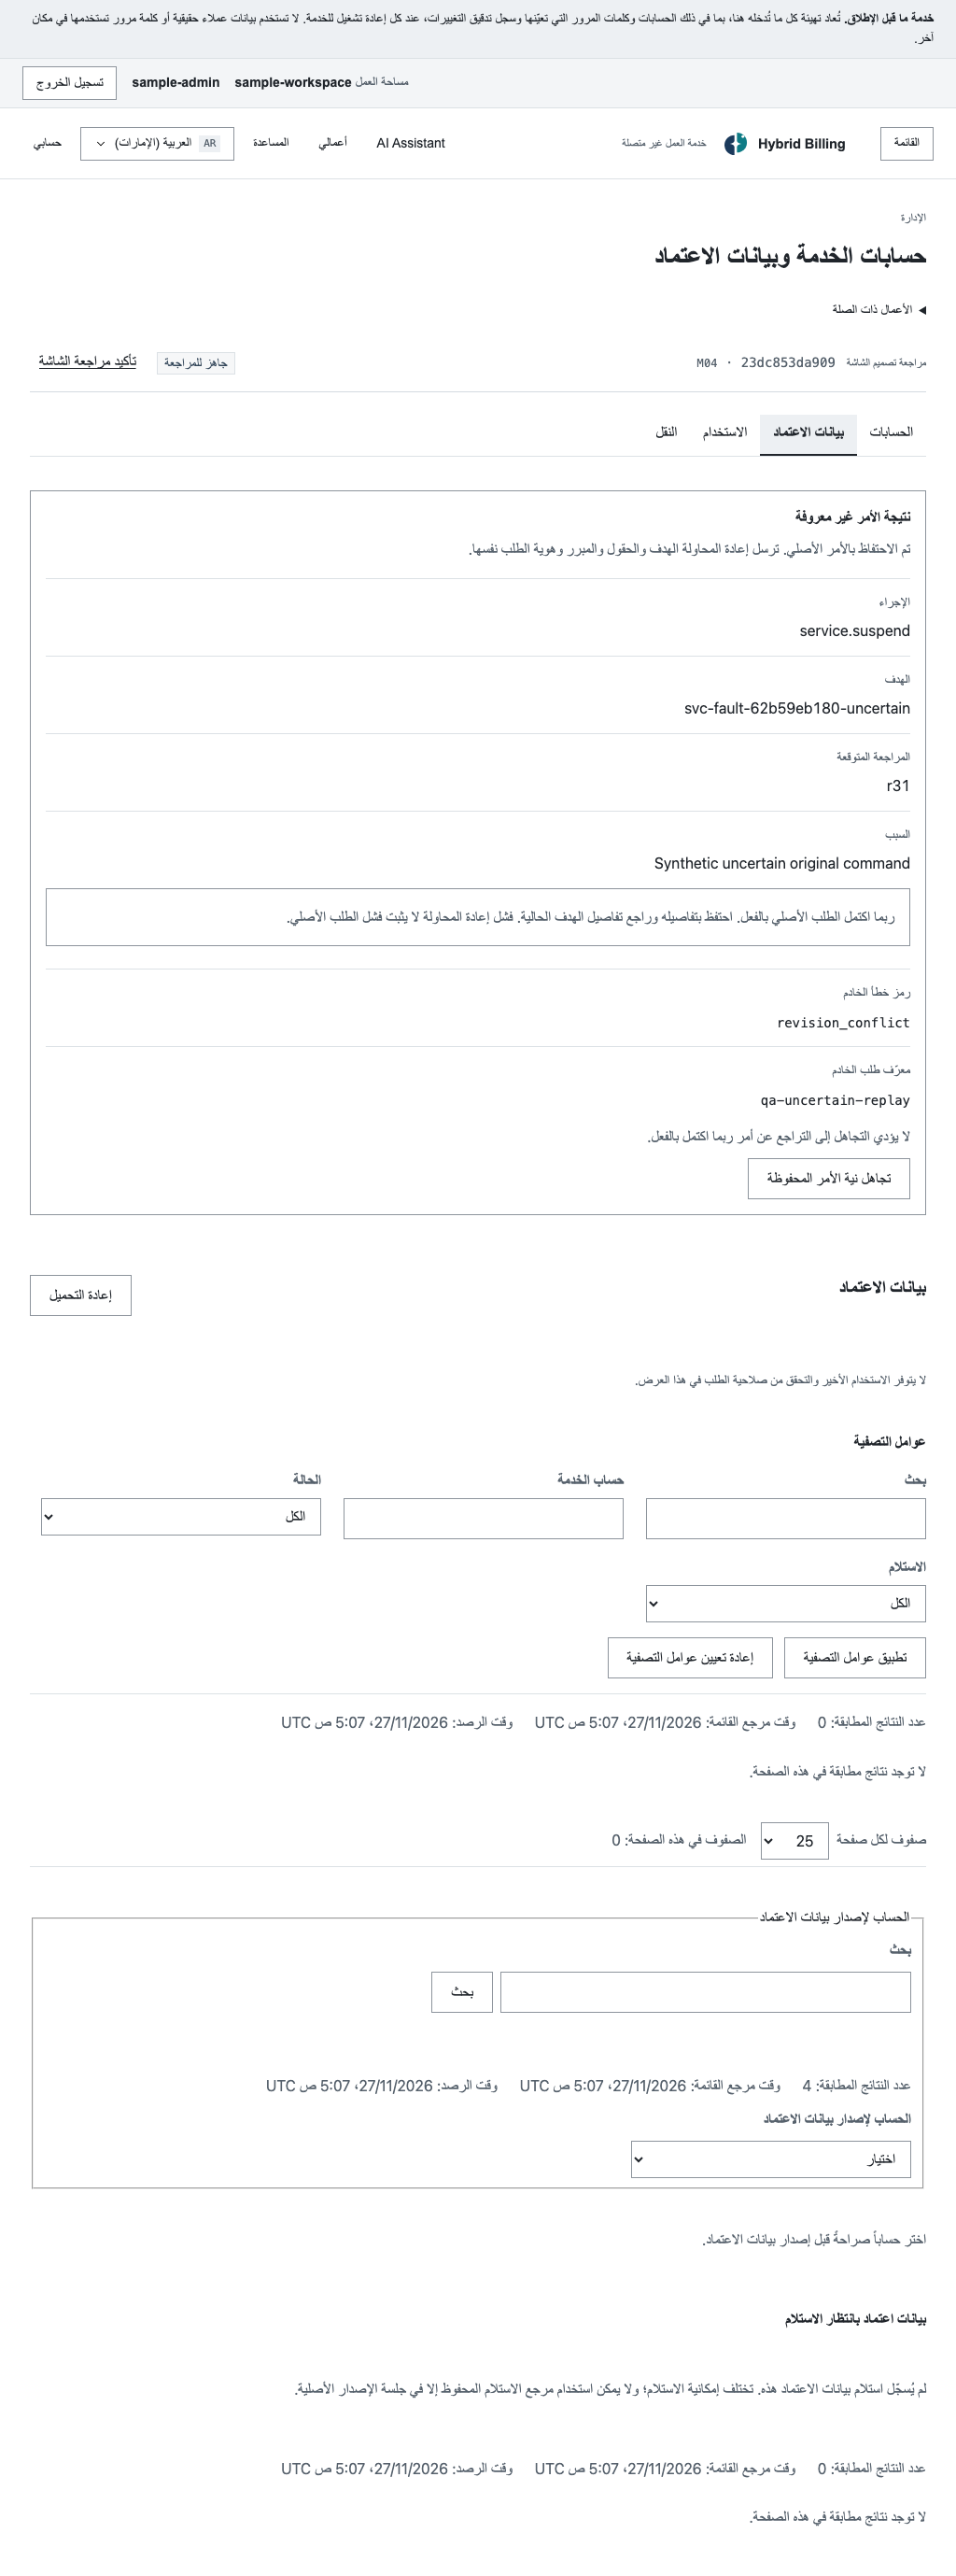 خدمة ما قبل الإطلاق. تُعاد تهيئة كل ما تُدخله هنا، بما في ذلك الحسابات وكلمات المرور التي تعيّنها وسجل تدقيق التغييرات، عند كل إعادة تشغيل للخدمة. لا تستخدم بيانات عملاء حقيقية أو كلمة مرور تستخدمها في مكان
آخر.
مساحة العمل sample-workspace sample-admin تسجيل الخروج
القائمة Hybrid Billing خدمة العمل غير متصلة AI Assistant أعمالي المساعدة AR العربية (الإمارات) حسابي
الإدارة
حسابات الخدمة وبيانات الاعتماد
الأعمال ذات الصلة
مراجعة تصميم الشاشة M04 · 23dc853da909 جاهز للمراجعة تأكيد مراجعة الشاشة
الحسابات بيانات الاعتماد الاستخدام النقل
نتيجة الأمر غير معروفة
تم الاحتفاظ بالأمر الأصلي. ترسل إعادة المحاولة الهدف والحقول والمبرر وهوية الطلب نفسها.
الإجراء
service.suspend
الهدف
svc-fault-62b59eb180-uncertain
المراجعة المتوقعة
r31
السبب
Synthetic uncertain original command
ربما اكتمل الطلب الأصلي بالفعل. احتفظ بتفاصيله وراجع تفاصيل الهدف الحالية. فشل إعادة المحاولة لا يثبت فشل الطلب الأصلي.
رمز خطأ الخادم
revision_conflict
معرّف طلب الخادم
qa-uncertain-replay
لا يؤدي التجاهل إلى التراجع عن أمر ربما اكتمل بالفعل.
تجاهل نية الأمر المحفوظة
بيانات الاعتماد إعادة التحميل
لا يتوفر الاستخدام الأخير والتحقق من صلاحية الطلب في هذا العرض.
عوامل التصفية
بحث حساب الخدمة الحالة
الكل
الاستلام
الكل
تطبيق عوامل التصفية إعادة تعيين عوامل التصفية
عدد النتائج المطابقة: 0 وقت مرجع القائمة: 27/11/2026، 5:07 ص UTC وقت الرصد: 27/11/2026، 5:07 ص UTC
لا توجد نتائج مطابقة في هذه الصفحة.
صفوف لكل صفحة 25 الصفوف في هذه الصفحة: 0
الحساب لإصدار بيانات الاعتماد
بحث
بحث
عدد النتائج المطابقة: 4 وقت مرجع القائمة: 27/11/2026، 5:07 ص UTC وقت الرصد: 27/11/2026، 5:07 ص UTC
الحساب لإصدار بيانات الاعتماد
اختيار
اختر حساباً صراحةً قبل إصدار بيانات الاعتماد.
بيانات اعتماد بانتظار الاستلام
لم يُسجّل استلام بيانات الاعتماد هذه. تختلف إمكانية الاستلام؛ ولا يمكن استخدام مرجع الاستلام المحفوظ إلا في جلسة الإصدار الأصلية.
عدد النتائج المطابقة: 0 وقت مرجع القائمة: 27/11/2026، 5:07 ص UTC وقت الرصد: 27/11/2026، 5:07 ص UTC
لا توجد نتائج مطابقة في هذه الصفحة.